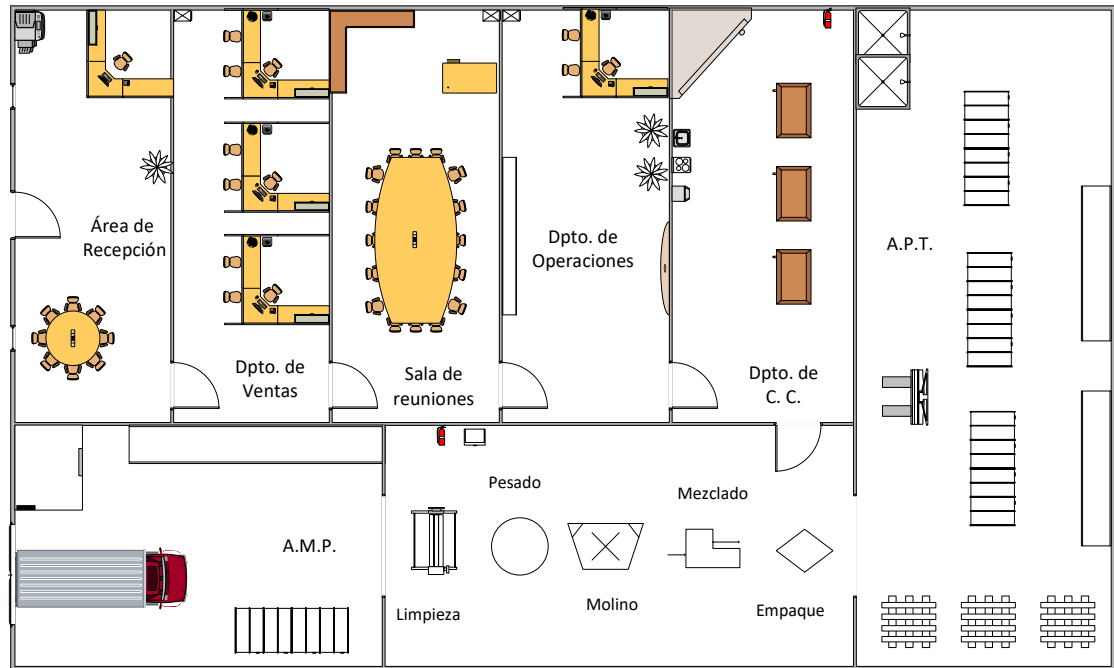 Área de
Recepción
Dpto. de
Ventas
Sala de
reuniones
Dpto. de
Operaciones
Dpto. de
C. C.
A.P.T.
A.M.P.
Limpieza
Pesado
Molino
Mezclado
Empaque